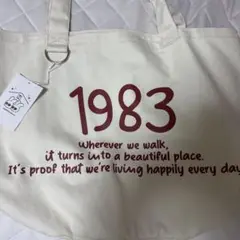 1983
Wherever we walk,
it turns into a beautiful place.
It's proof that we're living happily every day